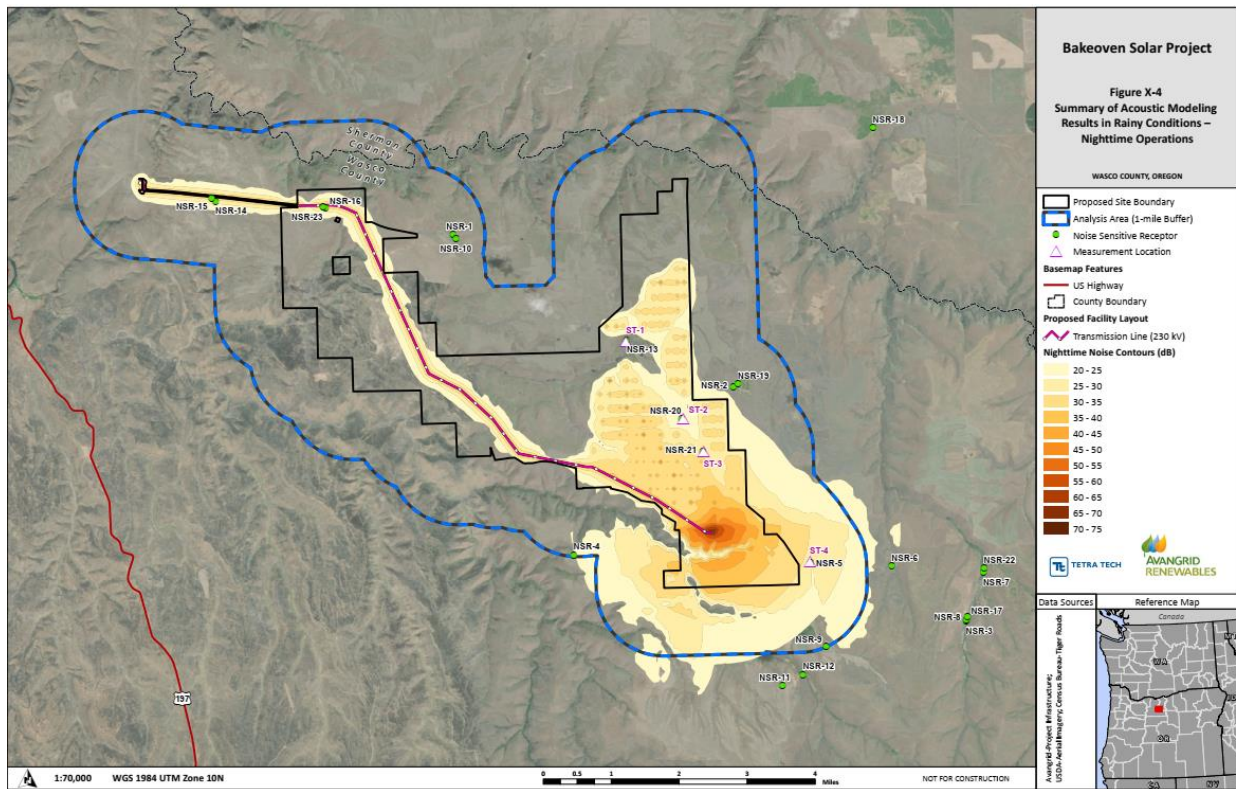 Bakeoven Solar Project
Figure X-4
Summary of Acoustic Modeling
Results in Rainy Conditions –
Nighttime Operations
WASCO COUNTY, OREGON
Proposed Site Boundary
Analysis Area (1-mile Buffer)
Noise Sensitive Receptor
Measurement Location
Basemap Features
US Highway
County Boundary
Proposed Facility Layout
Transmission Line (230 kV)
Nighttime Noise Contours (dB)
20 - 25
25 - 30
30 - 35
35 - 40
40 - 45
45 - 50
50 - 55
55 - 60
60 - 65
65 - 70
70 - 75
Tt TETRA TECH
AVANGRID
RENEWABLES
Data Sources
Reference Map
Avangrid-Project Infrastructure;
USDA-Aerial Imagery; Census Bureau-Tiger Roads
Canada
WA
OR
CA
NV
NSR-18
Sherman
County
Wasco
County
NSR-15
NSR-14
NSR-23
NSR-16
NSR-1
NSR-10
ST-1
NSR-13
NSR-2
NSR-19
NSR-20
ST-2
NSR-21
ST-3
NSR-4
ST-4
NSR-5
NSR-6
NSR-22
NSR-7
NSR-8
NSR-17
NSR-3
NSR-9
NSR-12
NSR-11
197
1:70,000 WGS 1984 UTM Zone 10N
0 0.5 1 2 3 4
Miles
NOT FOR CONSTRUCTION